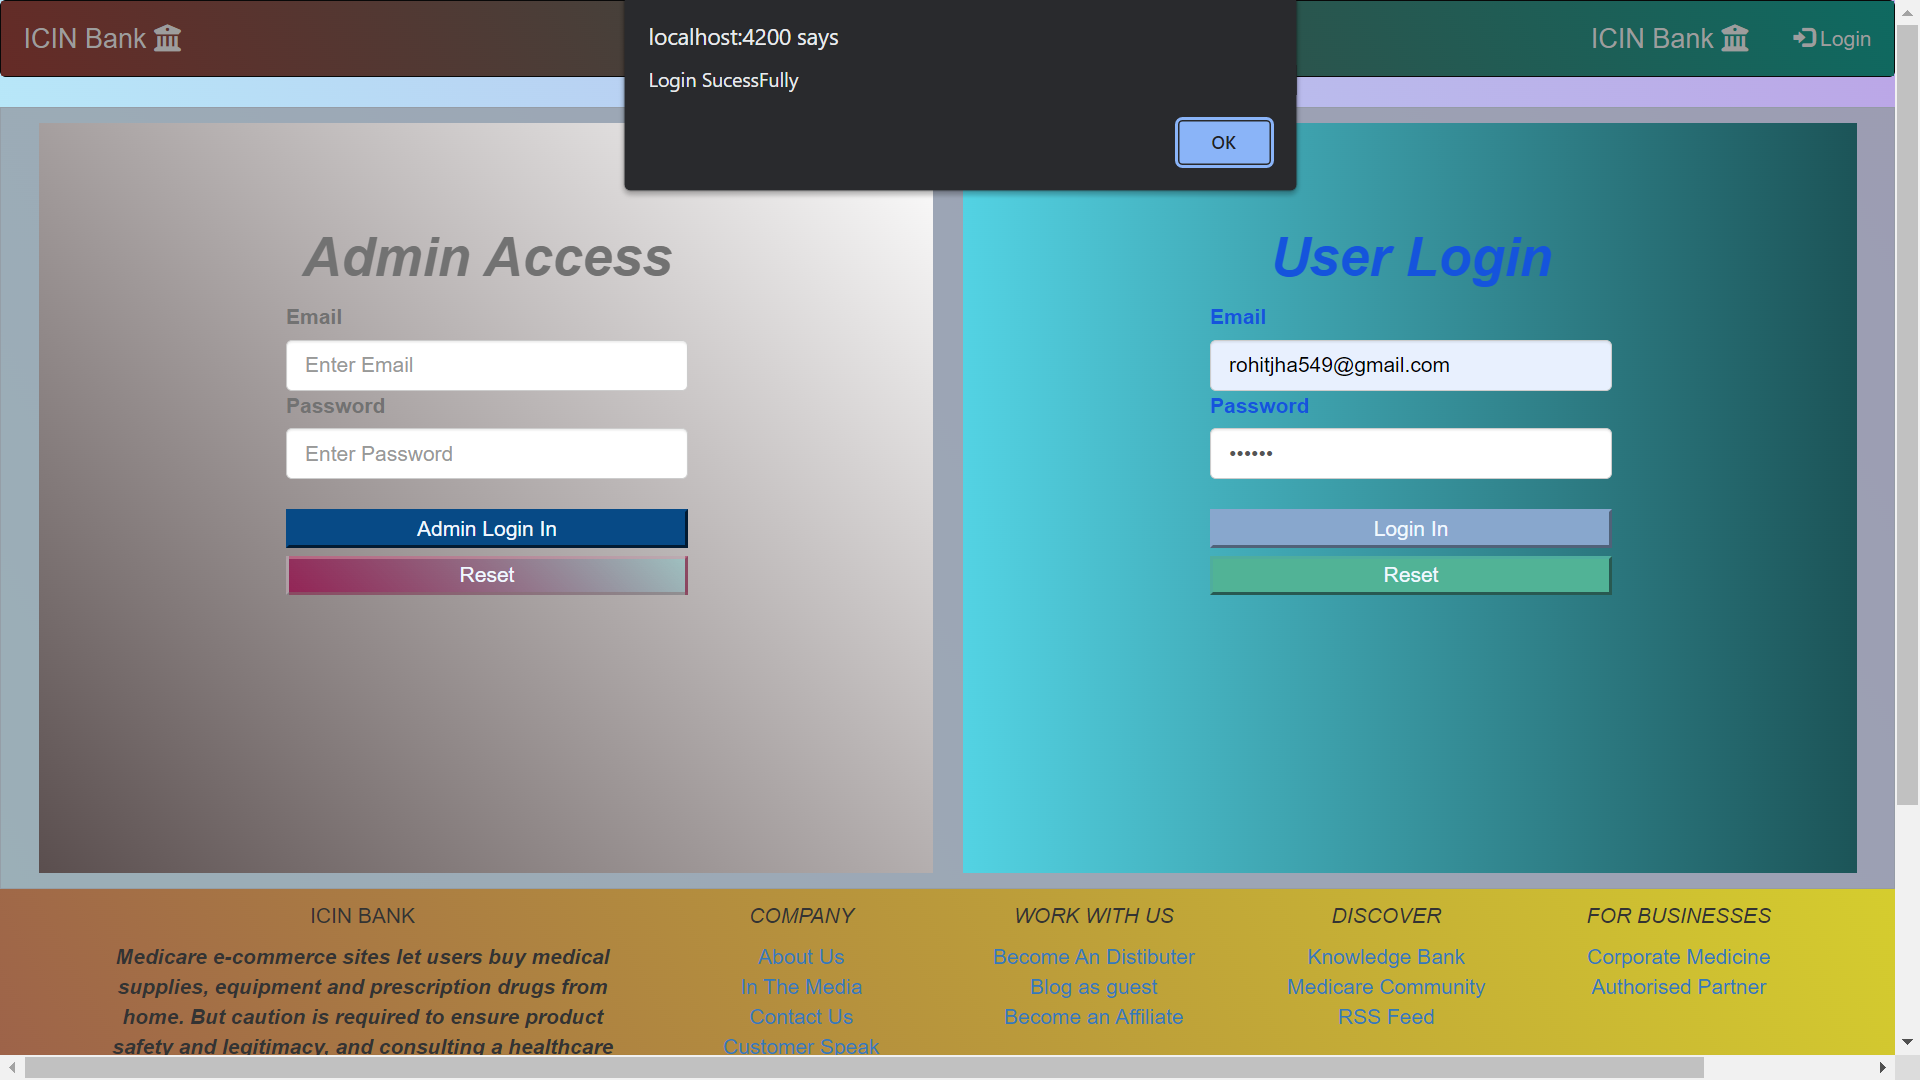 ICIN Bank
localhost:4200 says
Login SucessFully
OK
ICIN Bank
Login
Admin Access
Email
Enter Email
Password
Enter Password
Admin Login In
Reset
User Login
Email
rohitjha549@gmail.com
Password
••••••
Login In
Reset
ICIN BANK
Medicare e-commerce sites let users buy medical
supplies, equipment and prescription drugs from
home. But caution is required to ensure product
safety and legitimacy, and consulting a healthcare
COMPANY
About Us
In The Media
Contact Us
Customer Speak
WORK WITH US
Become An Distibuter
Blog as guest
Become an Affiliate
DISCOVER
Knowledge Bank
Medicare Community
RSS Feed
FOR BUSINESSES
Corporate Medicine
Authorised Partner